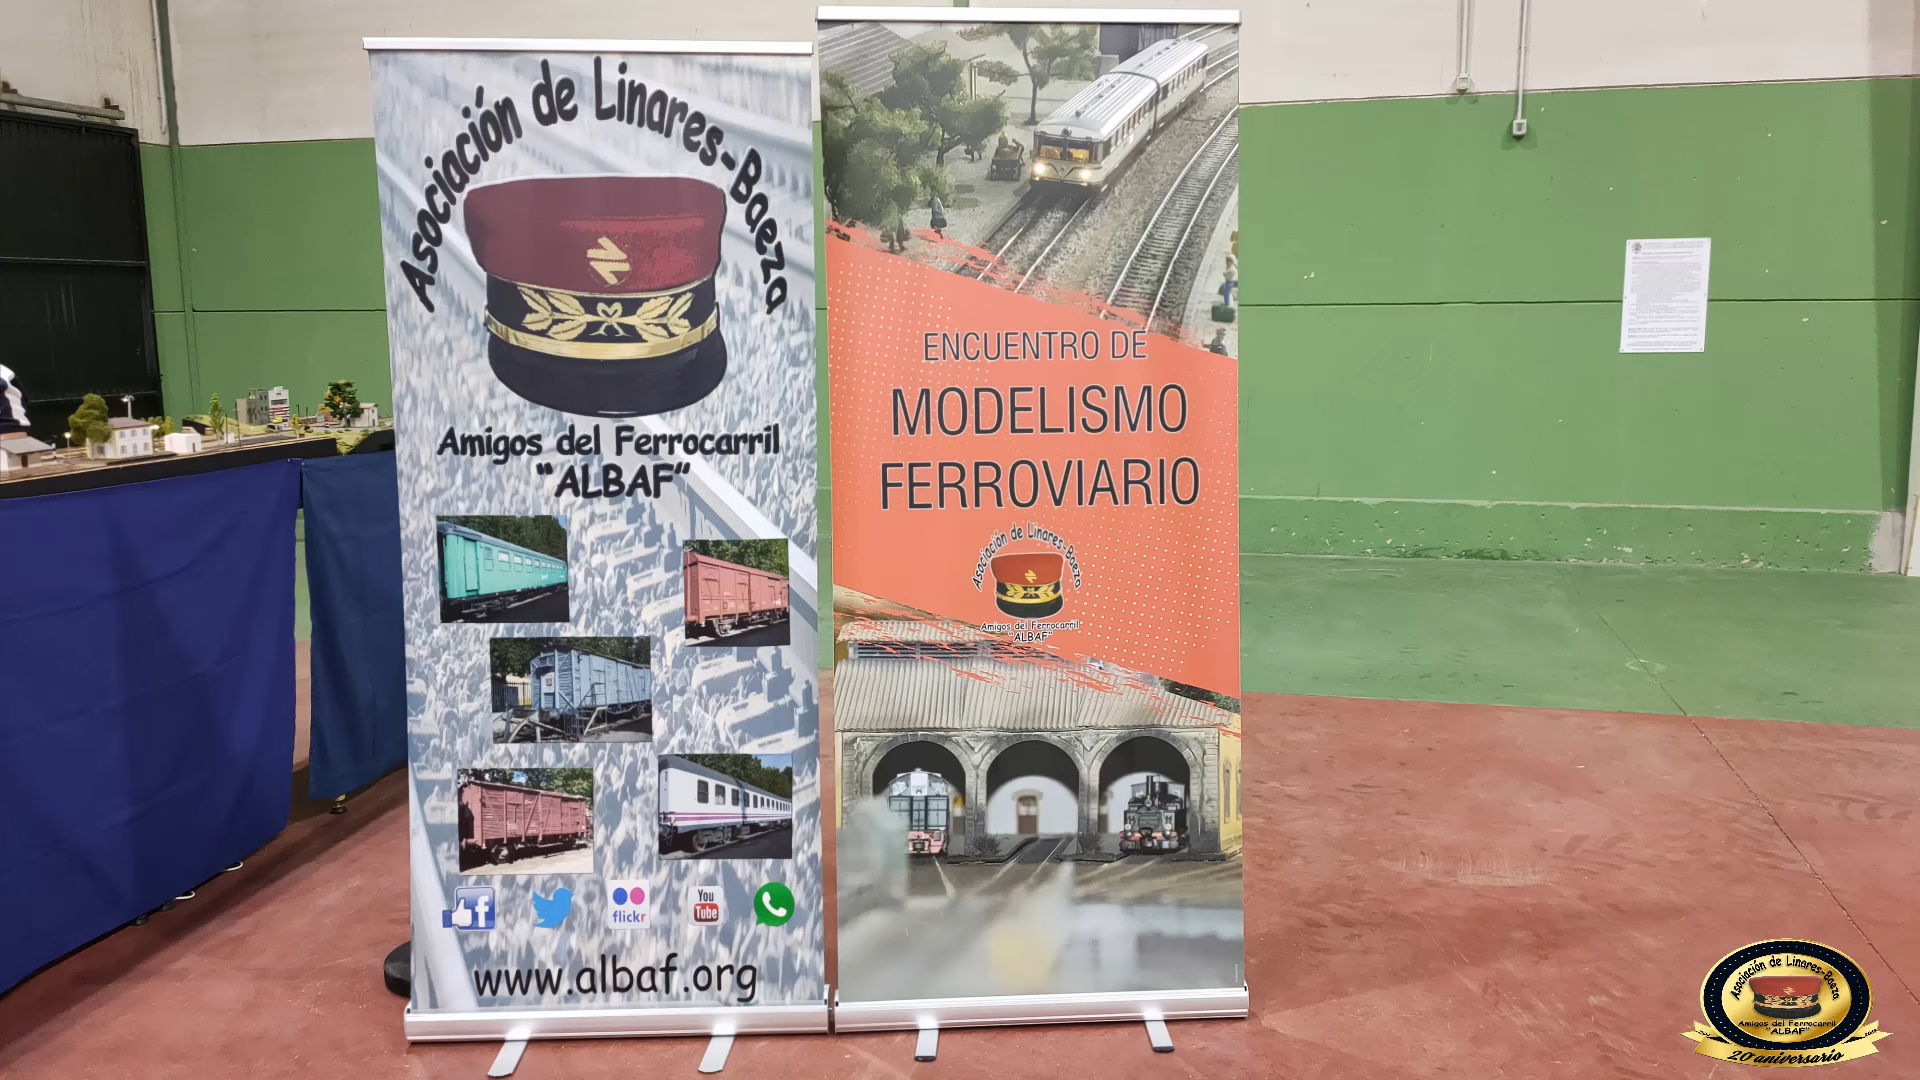 Asociación de Linares-Baeza
Amigos del Ferrocarril
"ALBAF"
f
flickr
You
Tube
www.albaf.org
ENCUENTRO DE
MODELISMO
FERROVIARIO
Asociación de Linares-Baeza
Amigos del Ferrocarril
"ALBAF"
Asociación de Linares-Baeza
Amigos del Ferrocarril
"ALBAF"
20 aniversario